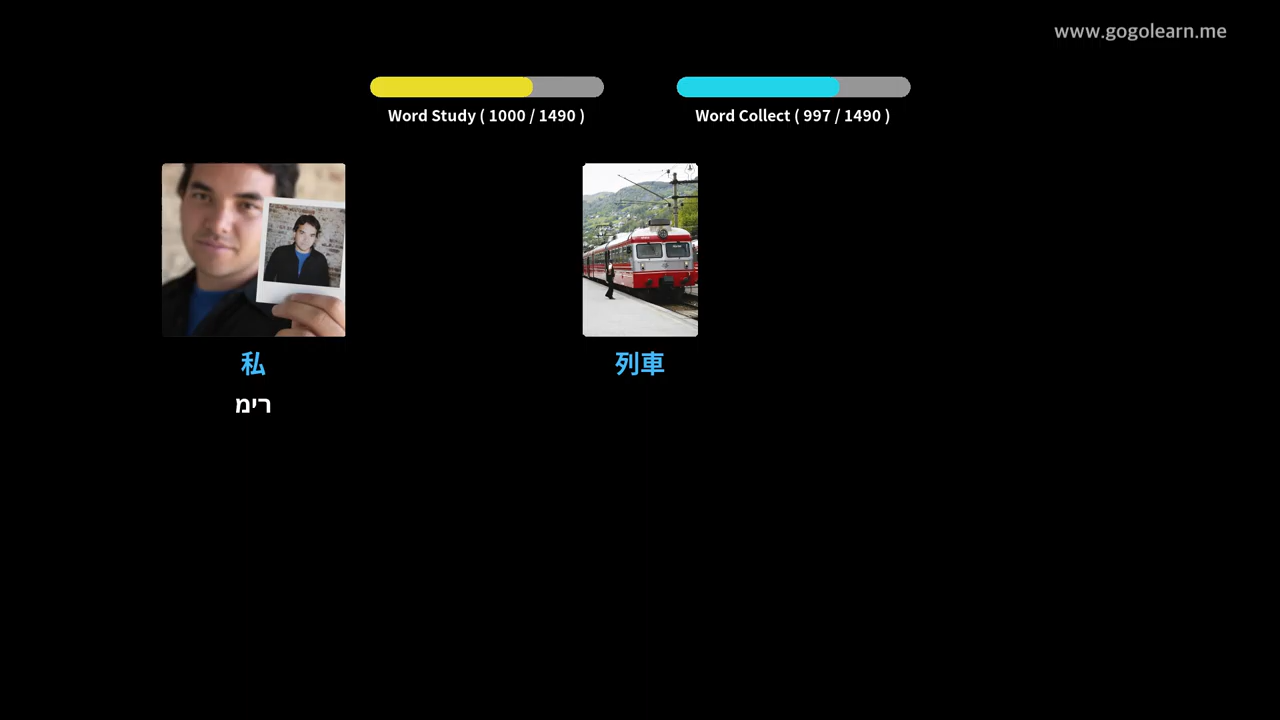 www.gogolearn.me
Word Study ( 1000 / 1490 )
Word Collect ( 997 / 1490 )
私
רימ
列車